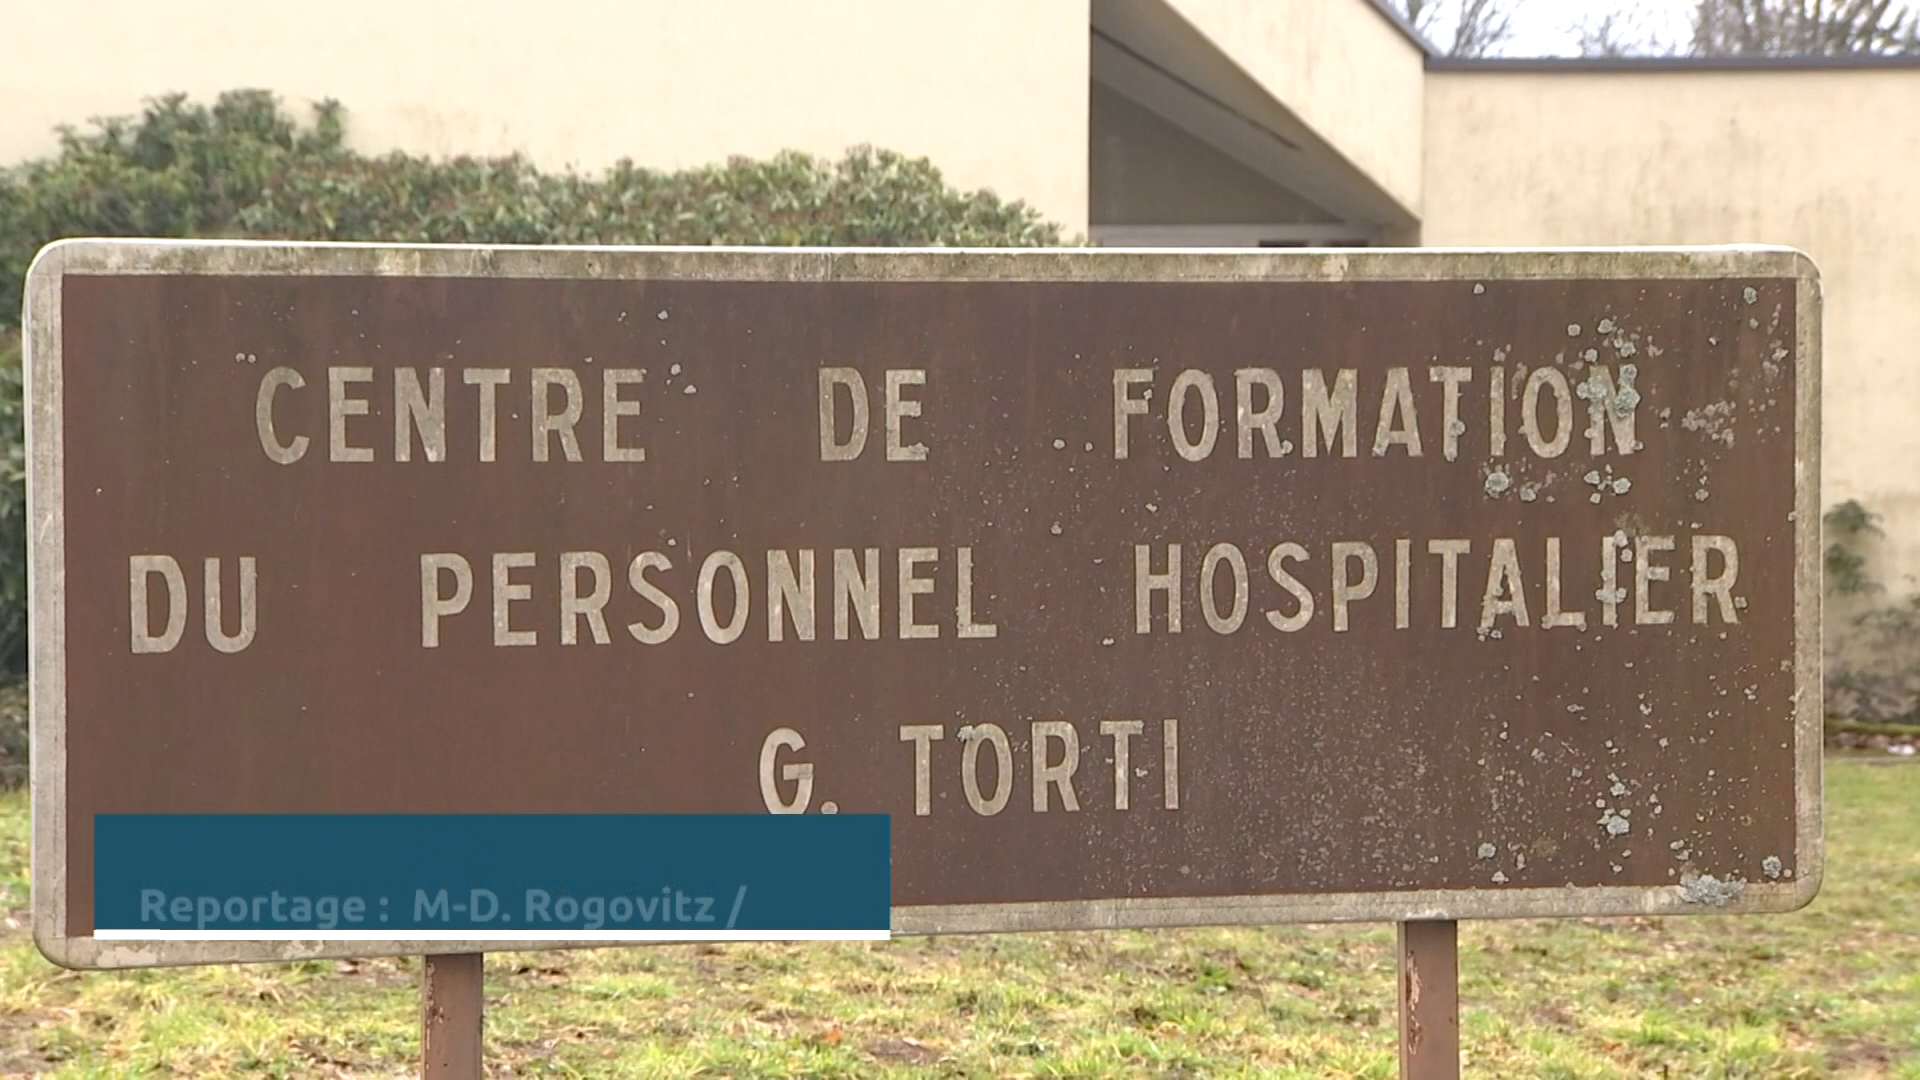 CENTRE DE FORMATION
DU PERSONNEL HOSPITALIER
G. TORTI
Reportage : M-D. Rogovitz /